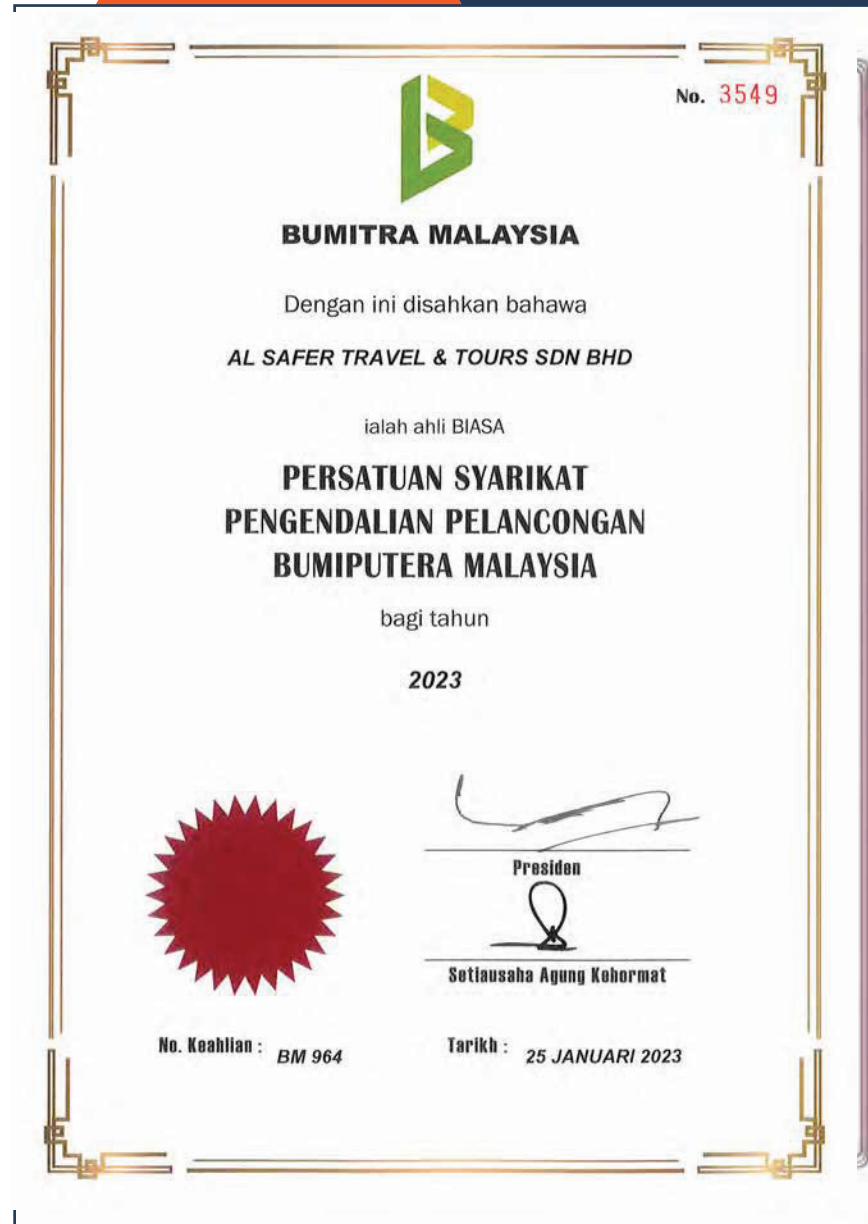 No. 3549
BUMITRA MALAYSIA
Dengan ini disahkan bahawa
AL SAFER TRAVEL & TOURS SDN BHD
ialah ahli BIASA
PERSATUAN SYARIKAT
PENGENDALIAN PELANCONGAN
BUMIPUTERA MALAYSIA
bagi tahun
2023
Presiden
Setiausaha Agung Kehormat
No. Keahlian : BM 964
Tarikh : 25 JANUARI 2023